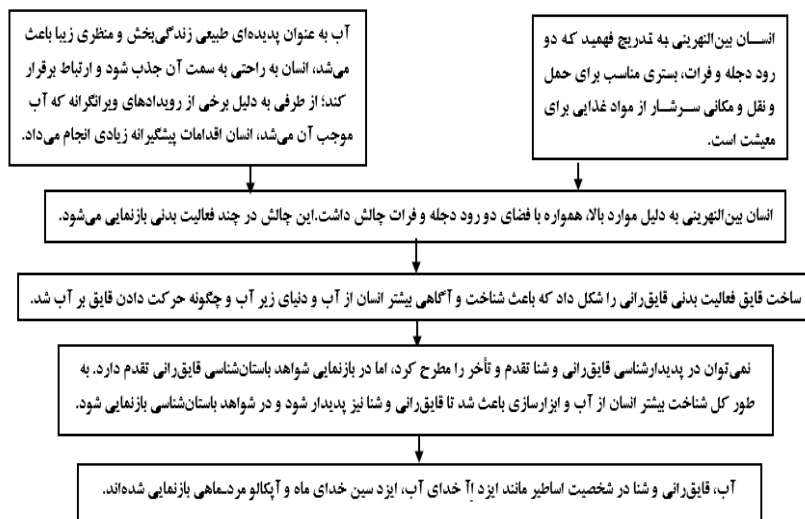 انسان بین‌النهرینی به تدریج فهمید که دو
رود دجله و فرات، بستری مناسب برای حمل
و نقل و مکانی سرشار از مواد غذایی برای
معیشت است.
آب به عنوان پدیده‌ای طبیعی زندگی‌بخش و منظری زیبا باعث
می‌شد، انسان به راحتی به سمت آن جذب شود و ارتباط برقرار
کند؛ از طرفی به دلیل برخی از رویدادهای ویرانگرانه که آب
موجب آن می‌شد، انسان اقدامات پیشگیرانه زیادی انجام می‌داد.
انسان بین‌النهرینی به دلیل موارد بالا، همواره با فضای دو رود دجله و فرات چالش داشت.این چالش در چند فعالیت بدنی بازنمایی می‌شود.
ساخت قایق فعالیت بدنی قایق‌رانی را شکل داد که باعث شناخت و آگاهی بیشتر انسان از آب و دنیای زیر آب و چگونه حرکت دادن قایق بر آب شد.
نمی‌توان در پدیدارشناسی قایق‌رانی و شنا تقدم و تأخر را مطرح کرد، اما در بازنمایی شواهد باستان‌شناسی قایق‌رانی تقدم دارد. به
طور کل شناخت بیشتر انسان از آب و ابزارسازی باعث شد تا قایق‌رانی و شنا نیز پدیدار شود و در شواهد باستان‌شناسی بازنمایی شود.
آب، قایق‌رانی و شنا در شخصیت اساطیر مانند ایزد اِآ خدای آب، ایزد سین خدای ماه و آپکالو مردـماهی بازنمایی شده‌اند.